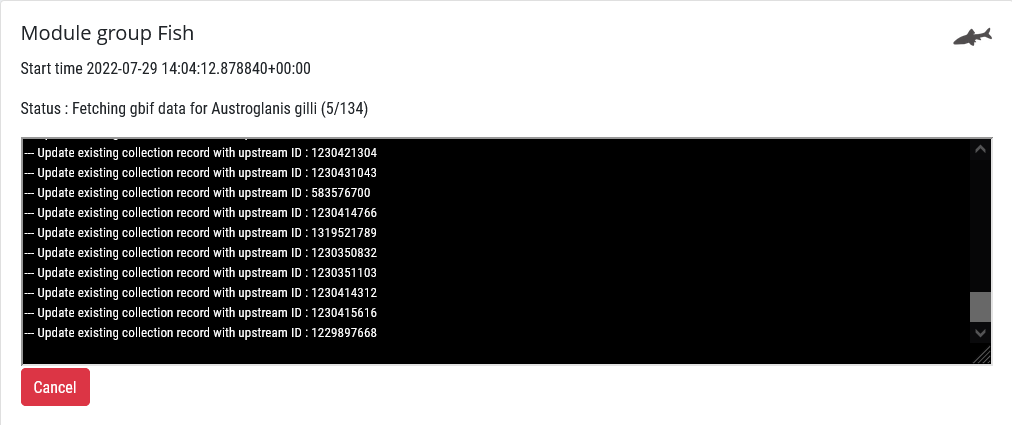 Module group Fish
Start time 2022-07-29 14:04:12.878840+00:00
Status : Fetching gbif data for Austroglanis gilli (5/134)
--- Update existing collection record with upstream ID : 1230421304
--- Update existing collection record with upstream ID : 1230431043
--- Update existing collection record with upstream ID : 583576700
--- Update existing collection record with upstream ID : 1230414766
--- Update existing collection record with upstream ID : 1319521789
--- Update existing collection record with upstream ID : 1230350832
--- Update existing collection record with upstream ID : 1230351103
--- Update existing collection record with upstream ID : 1230414312
--- Update existing collection record with upstream ID : 1230415616
--- Update existing collection record with upstream ID : 1229897668
Cancel